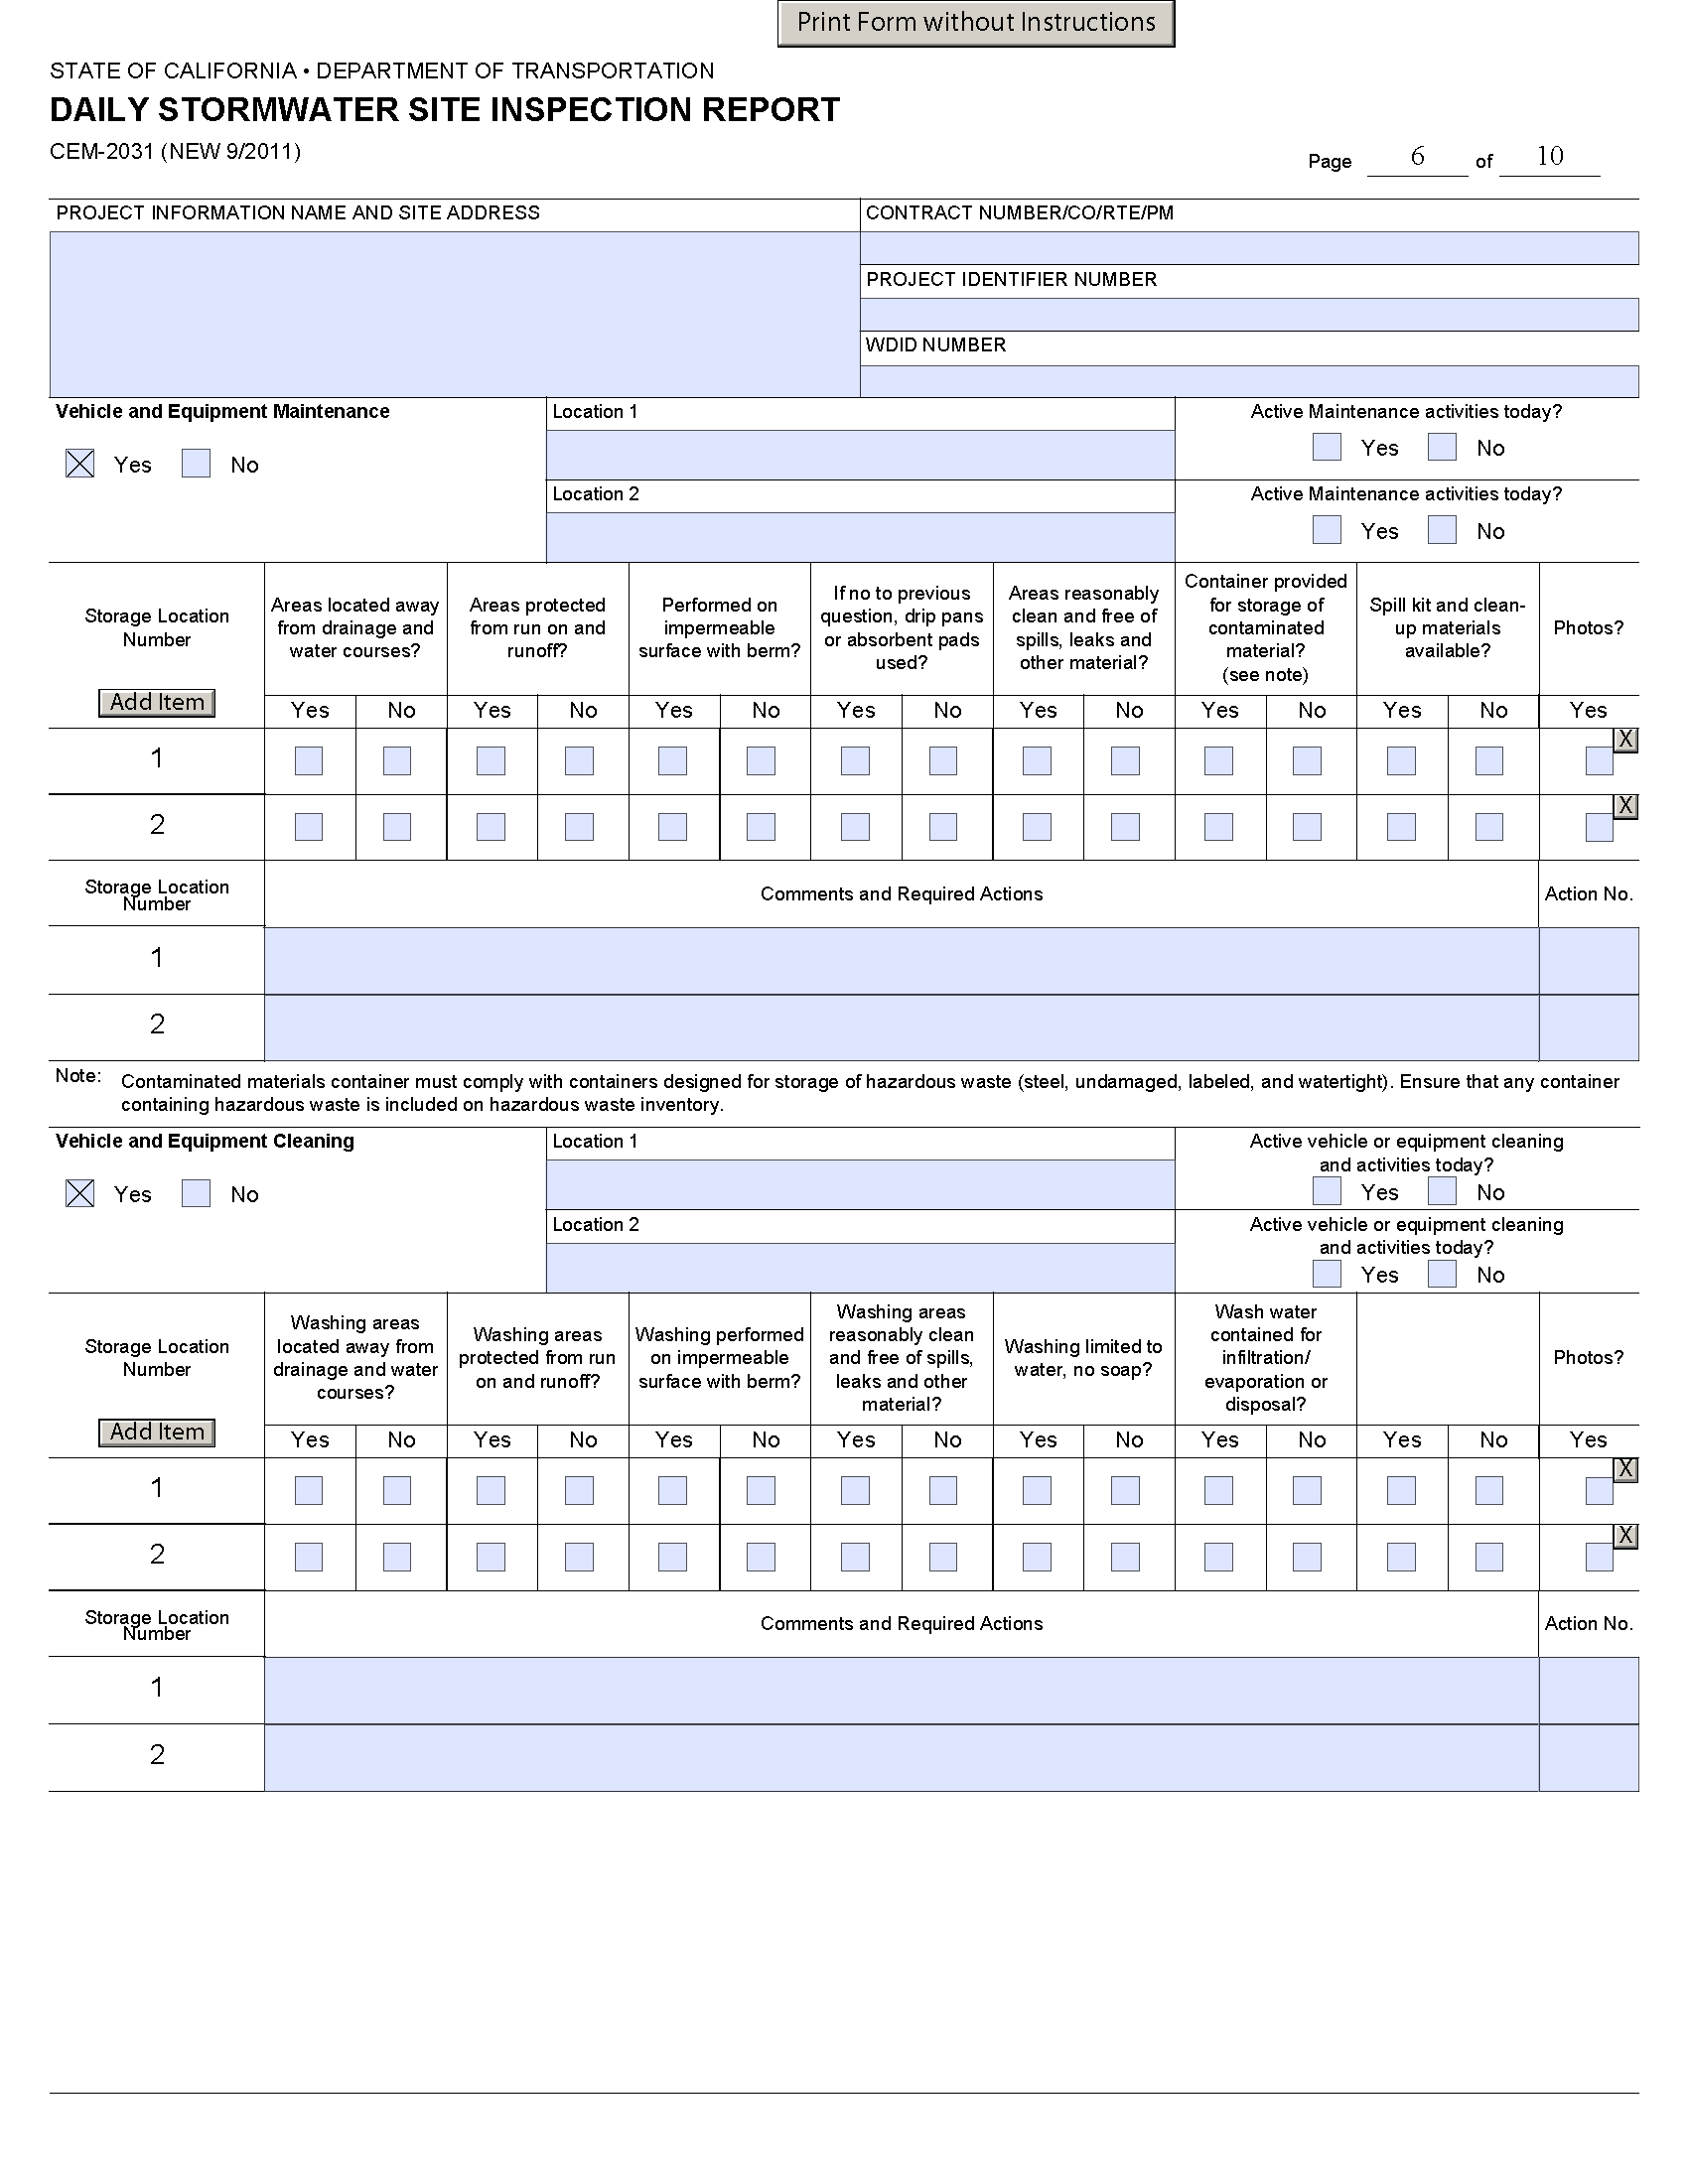 Print Form without Instructions
STATE OF CALIFORNIA • DEPARTMENT OF TRANSPORTATION
DAILY STORMWATER SITE INSPECTION REPORT
CEM-2031 (NEW 9/2011)
Page 6 of 10
PROJECT INFORMATION NAME AND SITE ADDRESS
CONTRACT NUMBER/CO/RTE/PM
PROJECT IDENTIFIER NUMBER
WDID NUMBER
Vehicle and Equipment Maintenance
Yes No
Location 1
Active Maintenance activities today?
Yes No
Location 2
Active Maintenance activities today?
Yes No
Storage Location
Number
Add Item
Areas located away
from drainage and
water courses?
Areas protected
from run on and
runoff?
Performed on
impermeable
surface with berm?
If no to previous
question, drip pans
or absorbent pads
used?
Areas reasonably
clean and free of
spills, leaks and
other material?
Container provided
for storage of
contaminated
material?
(see note)
Spill kit and clean-
up materials
available?
Photos?
Yes No Yes No Yes No Yes No Yes No Yes No Yes No Yes
1 X
2 X
Storage Location
Number
Comments and Required Actions
Action No.
1
2
Note: Contaminated materials container must comply with containers designed for storage of hazardous waste (steel, undamaged, labeled, and watertight). Ensure that any container
containing hazardous waste is included on hazardous waste inventory.
Vehicle and Equipment Cleaning
Yes No
Location 1
Active vehicle or equipment cleaning
and activities today?
Yes No
Location 2
Active vehicle or equipment cleaning
and activities today?
Yes No
Storage Location
Number
Add Item
Washing areas
located away from
drainage and water
courses?
Washing areas
protected from run
on and runoff?
Washing performed
on impermeable
surface with berm?
Washing areas
reasonably clean
and free of spills,
leaks and other
material?
Washing limited to
water, no soap?
Wash water
contained for
infiltration/
evaporation or
disposal?
Photos?
Yes No Yes No Yes No Yes No Yes No Yes No Yes No Yes
1 X
2 X
Storage Location
Number
Comments and Required Actions
Action No.
1
2